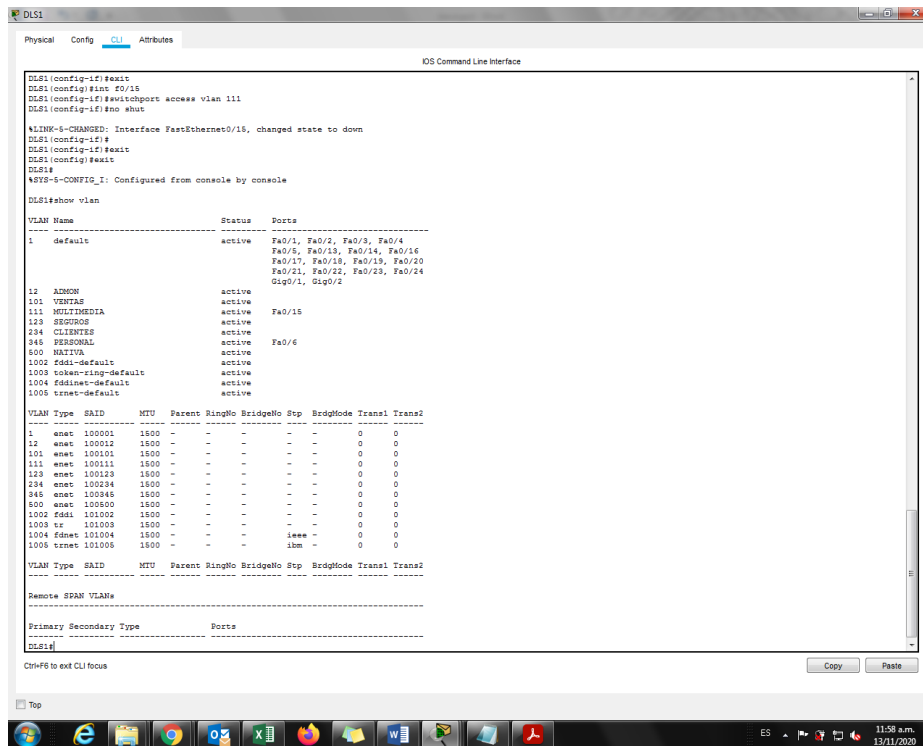 DLS1
Physical Config CLI Attributes
IOS Command Line Interface
DLS1(config-if)#exit
DLS1(config)#int f0/15
DLS1(config-if)#switchport access vlan 111
DLS1(config-if)#no shut
%LINK-5-CHANGED: Interface FastEthernet0/15, changed state to down
DLS1(config-if)#
DLS1(config-if)#exit
DLS1(config)#exit
DLS1#
%SYS-5-CONFIG_I: Configured from console by console
DLS1#show vlan
VLAN Name Status Ports
---- -------------------------------- --------- -------------------------------
1 default active Fa0/1, Fa0/2, Fa0/3, Fa0/4
Fa0/5, Fa0/13, Fa0/14, Fa0/16
Fa0/17, Fa0/18, Fa0/19, Fa0/20
Fa0/21, Fa0/22, Fa0/23, Fa0/24
Gig0/1, Gig0/2
12 ADMON active
101 VENTAS active
111 MULTIMEDIA active Fa0/15
123 SEGUROS active
234 CLIENTES active
345 PERSONAL active Fa0/6
500 NATIVA active
1002 fddi-default active
1003 token-ring-default active
1004 fddinet-default active
1005 trnet-default active
VLAN Type SAID MTU Parent RingNo BridgeNo Stp BrdgMode Trans1 Trans2
---- ----- ---------- ----- ------ ------ -------- ---- -------- ------ ------
1 enet 100001 1500 - - - - - 0 0
12 enet 100012 1500 - - - - - 0 0
101 enet 100101 1500 - - - - - 0 0
111 enet 100111 1500 - - - - - 0 0
123 enet 100123 1500 - - - - - 0 0
234 enet 100234 1500 - - - - - 0 0
345 enet 100345 1500 - - - - - 0 0
500 enet 100500 1500 - - - - - 0 0
1002 fddi 101002 1500 - - - - - 0 0
1003 tr 101003 1500 - - - - - 0 0
1004 fdnet 101004 1500 - - - ieee - 0 0
1005 trnet 101005 1500 - - - ibm - 0 0
VLAN Type SAID MTU Parent RingNo BridgeNo Stp BrdgMode Trans1 Trans2
---- ----- ---------- ----- ------ ------ -------- ---- -------- ------ ------
Remote SPAN VLANs
------------------------------------------------------------------------------
Primary Secondary Type Ports
------- --------- ----------------- ------------------------------------------
DLS1#
Ctrl+F6 to exit CLI focus
Copy Paste
Top
ES 11:58 a.m.
13/11/2020